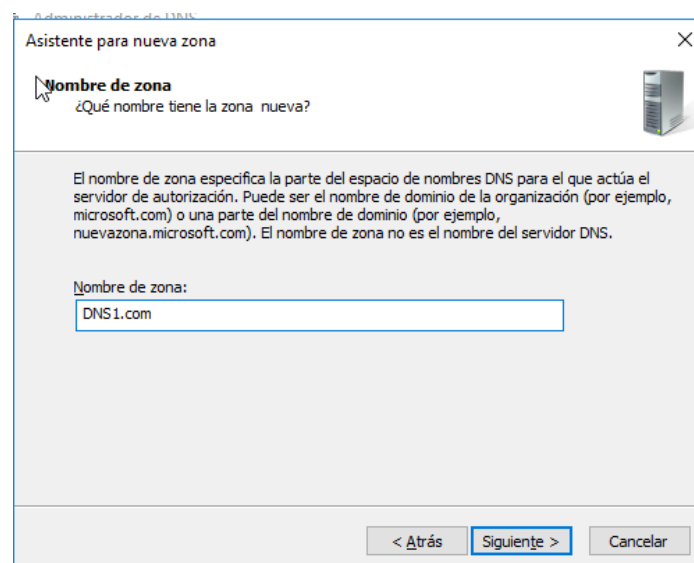 Administrador de DNS
Asistente para nueva zona
Nombre de zona
¿Qué nombre tiene la zona nueva?
El nombre de zona especifica la parte del espacio de nombres DNS para el que actúa el
servidor de autorización. Puede ser el nombre de dominio de la organización (por ejemplo,
microsoft.com) o una parte del nombre de dominio (por ejemplo,
nuevazona.microsoft.com). El nombre de zona no es el nombre del servidor DNS.
Nombre de zona:
DNS1.com
< Atrás
Siguiente >
Cancelar